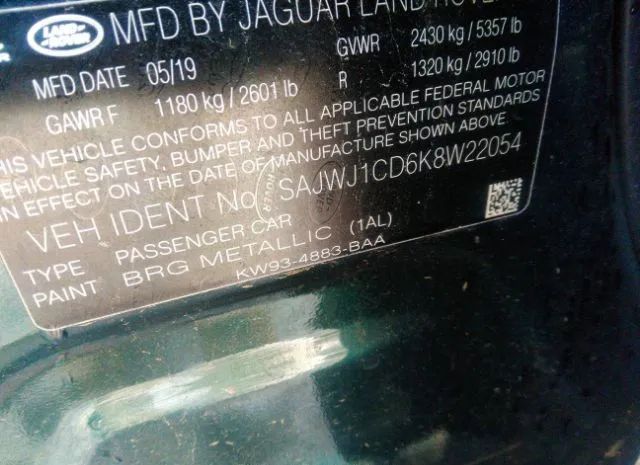 LAND ROVER
MFD BY JAGUAR LAND ROVER
MFD DATE 05/19 GVWR 2430 kg / 5357 lb
GAWR F 1180 kg / 2601 lb R 1320 kg / 2910 lb
THIS VEHICLE CONFORMS TO ALL APPLICABLE FEDERAL MOTOR
VEHICLE SAFETY, BUMPER AND THEFT PREVENTION STANDARDS
IN EFFECT ON THE DATE OF MANUFACTURE SHOWN ABOVE.
VEH IDENT No SAJWJ1CD6K8W22054
TYPE PASSENGER CAR
PAINT BRG METALLIC (1AL)
KW93-4883-BAA